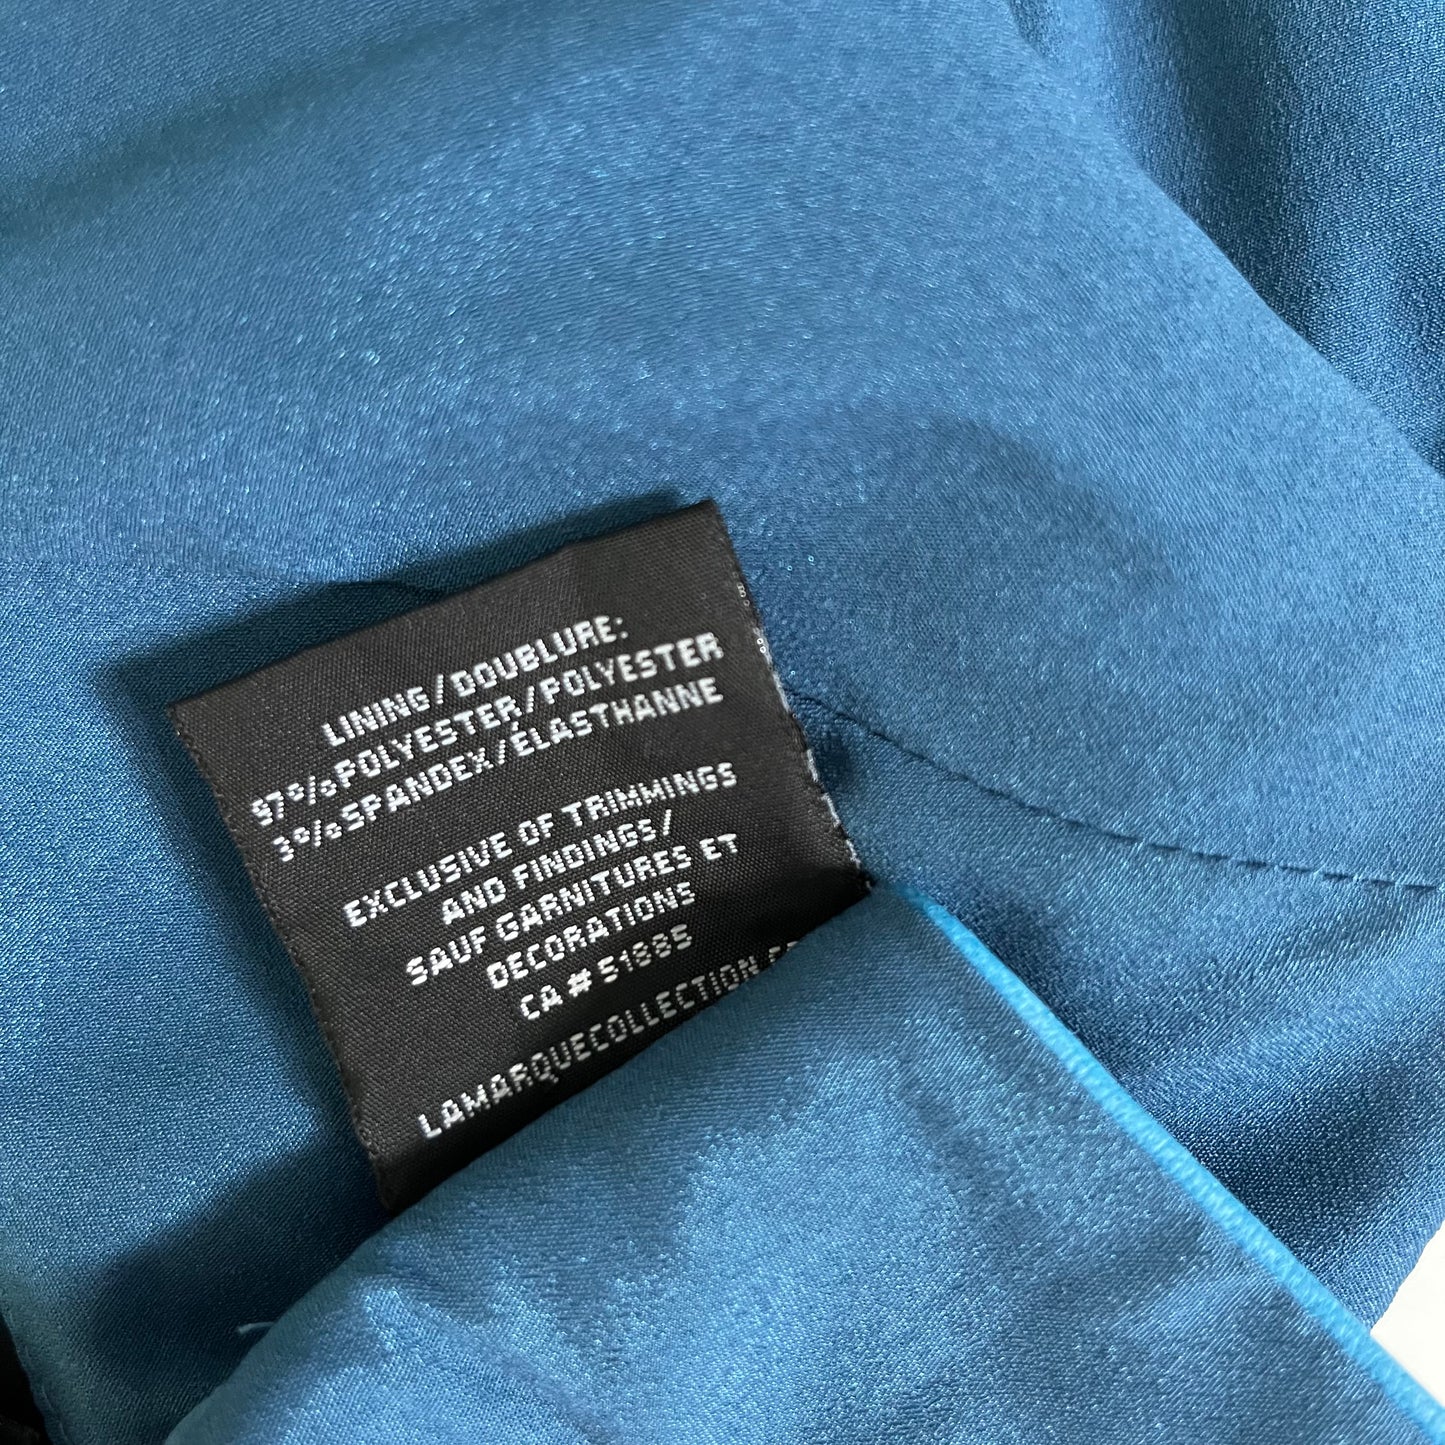 LINING/DOUBLURE:
97%POLYESTER/POLYESTER
3%SPANDEX/ÉLASTHANNE
EXCLUSIVE OF TRIMMINGS
AND FINDINGS/
SAUF GARNITURES ET
DECORATIONS
CA# 51885
LAMARQUECOLLECTION.C